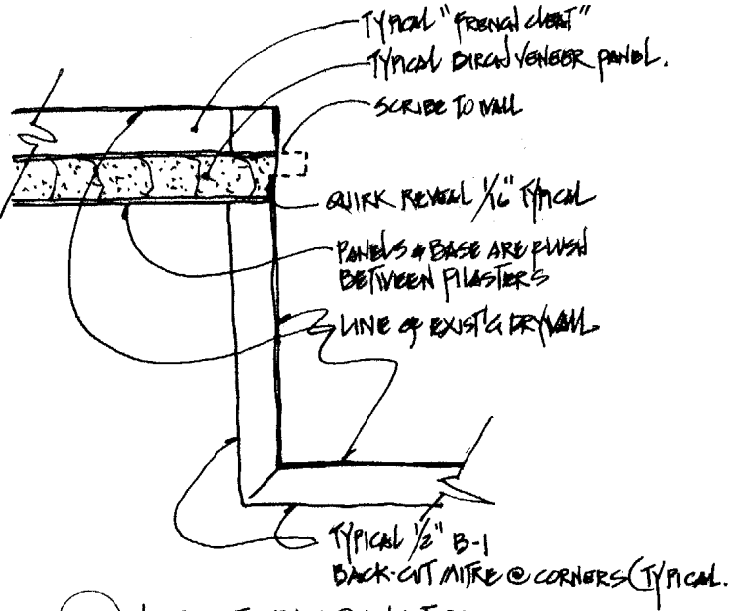 TYPICAL "FRENCH CLEAT"
TYPICAL BIRCH VENEER PANEL.
SCRIBE TO WALL
QUIRK REVEAL 1/16" TYPICAL
PANELS & BASE ARE FLUSH
BETWEEN PILASTERS
LINE OF EXIST'G DRYWALL
TYPICAL 1/2" B-1
BACK-CUT MITRE @ CORNERS (TYPICAL.